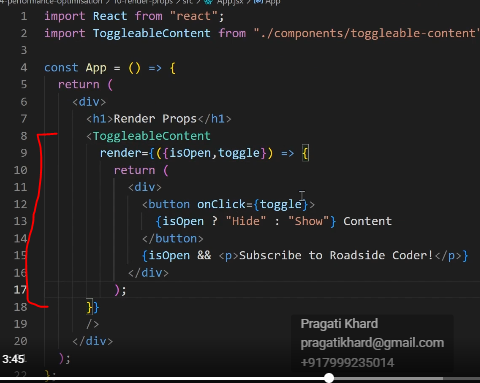 4-performance-optimisation > 10-render-props > src > App.jsx > App
1 import React from "react";
2 import ToggleableContent from "./components/toggleable-content"
3
4 const App = () => {
5 return (
6 <div>
7 <h1>Render Props</h1>
8 <ToggleableContent
9 render={({isOpen,toggle}) => {
10 return (
11 <div>
12 <button onClick={toggle}>
13 {isOpen ? "Hide" : "Show"} Content
14 </button>
15 {isOpen && <p>Subscribe to Roadside Coder!</p>}
16 </div>
17 );
18 }}
19 />
20 </div>
21 );
22 };
Pragati Khard
pragatikhard@gmail.com
+917999235014
3:45